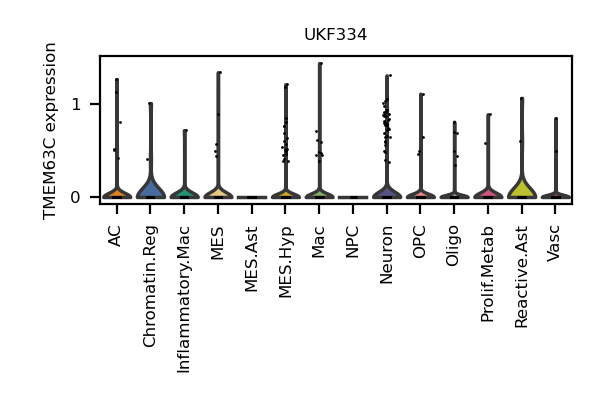 UKF334
TMEM63C expression
1
0
AC
Chromatin.Reg
Inflammatory.Mac
MES
MES.Ast
MES.Hyp
Mac
NPC
Neuron
OPC
Oligo
Prolif.Metab
Reactive.Ast
Vasc